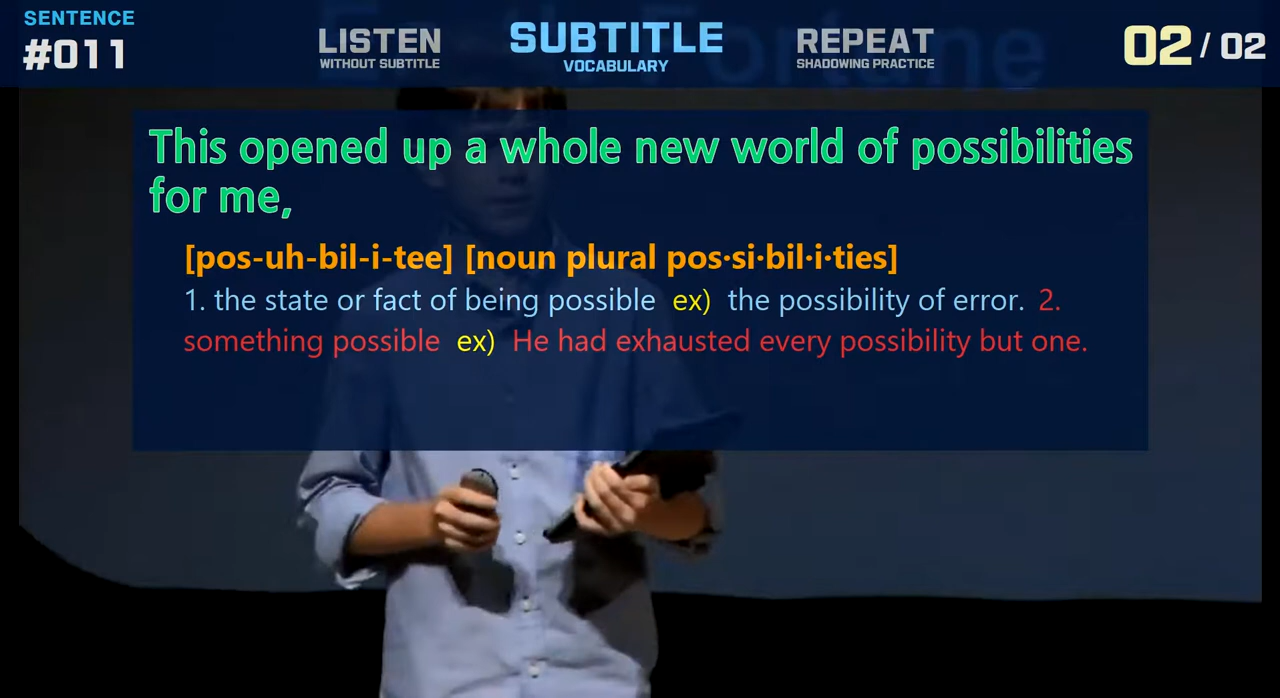 SENTENCE
#011
LISTEN
WITHOUT SUBTITLE
SUBTITLE
VOCABULARY
REPEAT
SHADOWING PRACTICE
02 / 02
This opened up a whole new world of possibilities
for me,
[pos-uh-bil-i-tee] [noun plural pos·si·bil·i·ties]
1. the state or fact of being possible ex) the possibility of error. 2.
something possible ex) He had exhausted every possibility but one.